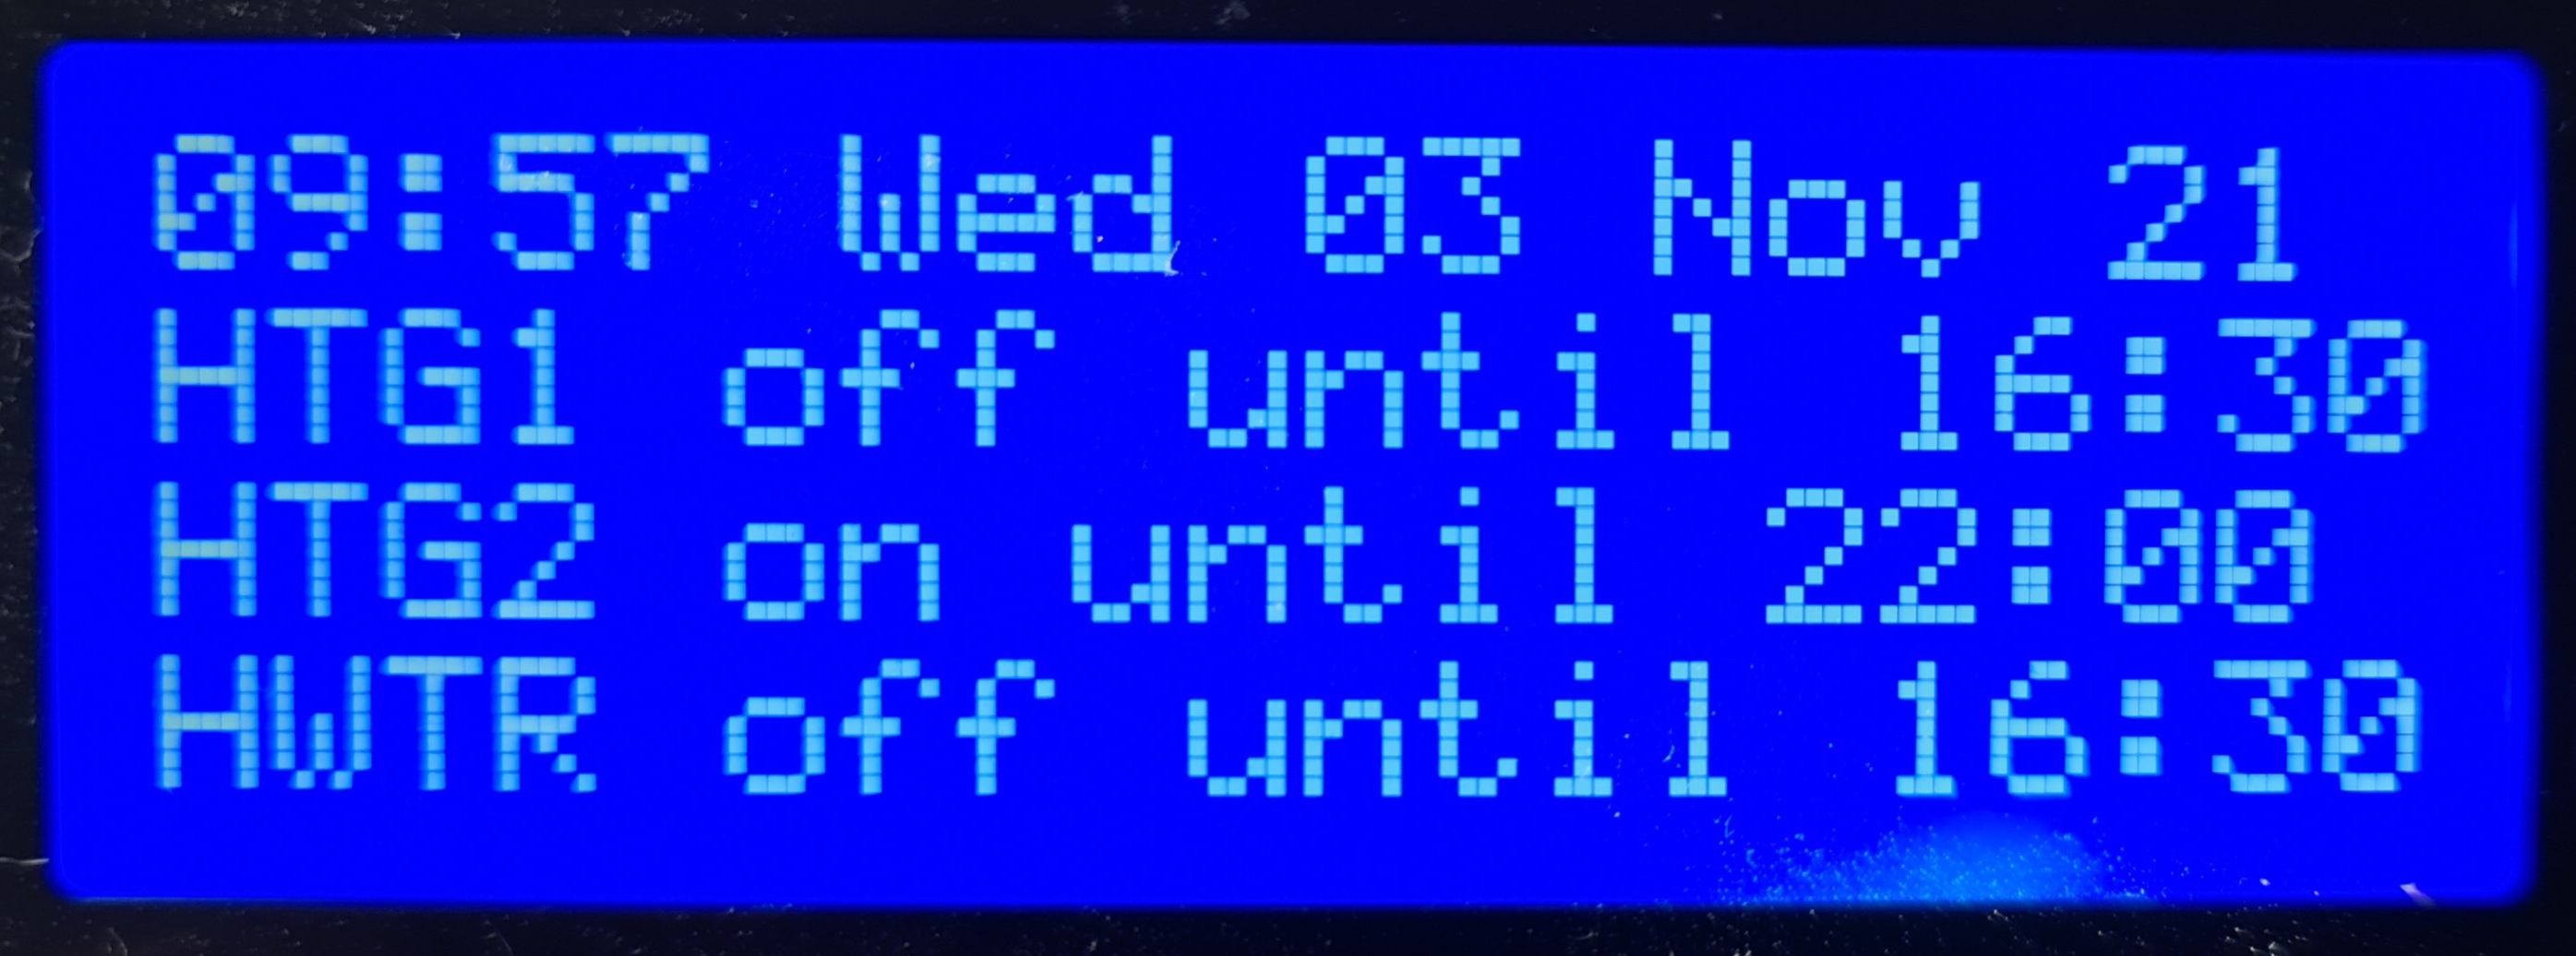 09:57 Wed 03 Nov 21
HTG1 off until 16:30
HTG2 on until 22:00
HWTR off until 16:30